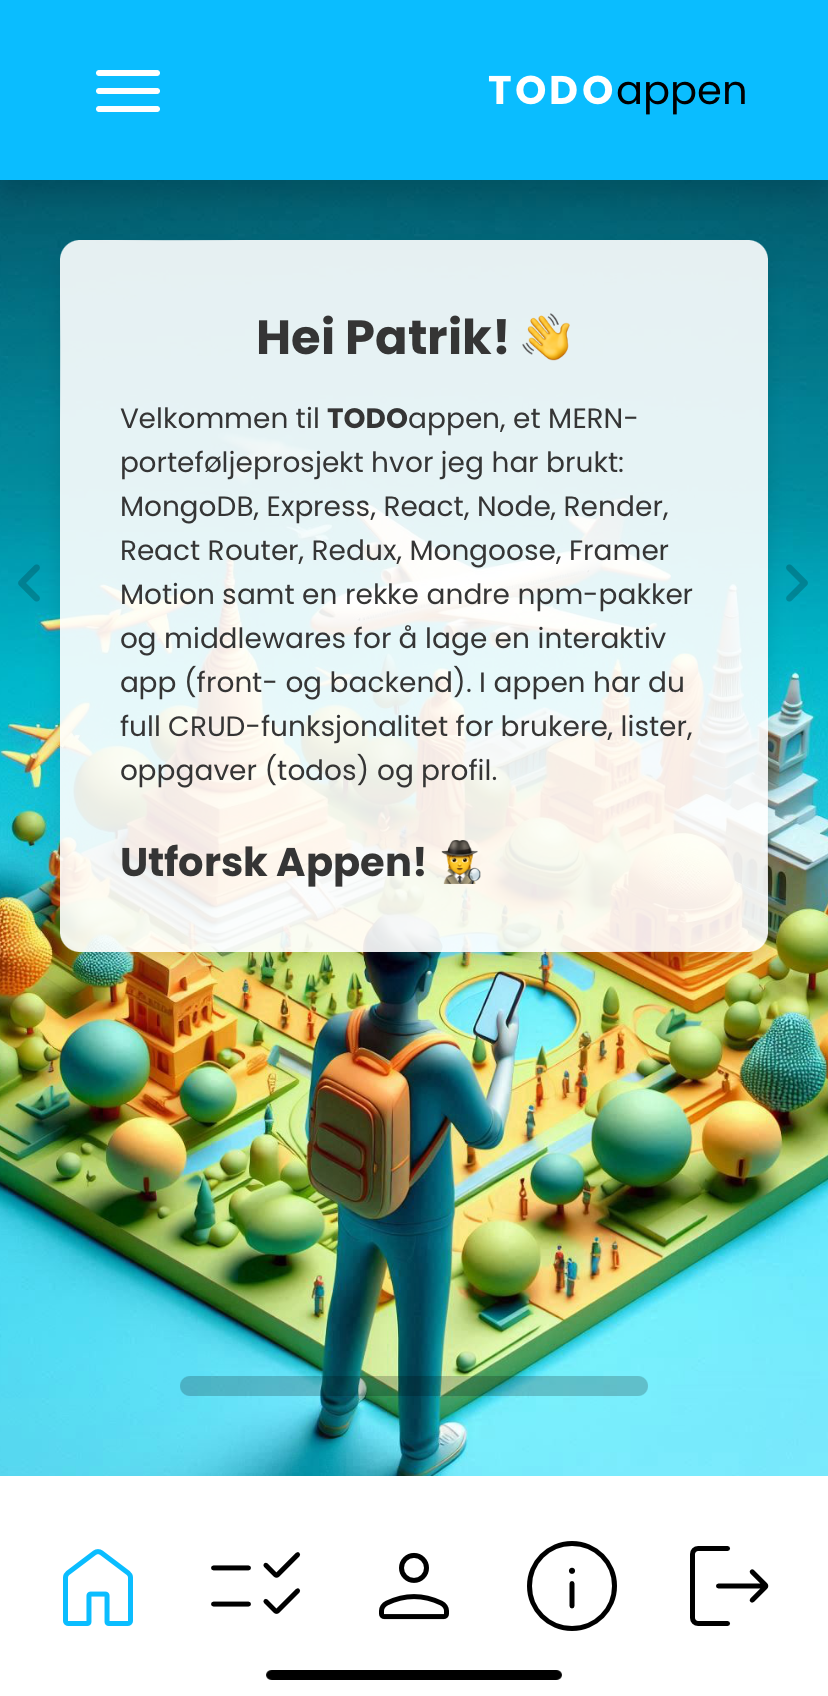 TODOappen
Hei Patrik! 👋
Velkommen til TODOappen, et MERN-
porteføljeprosjekt hvor jeg har brukt:
MongoDB, Express, React, Node, Render,
React Router, Redux, Mongoose, Framer
Motion samt en rekke andre npm-pakker
og middlewares for å lage en interaktiv
app (front- og backend). I appen har du
full CRUD-funksjonalitet for brukere, lister,
oppgaver (todos) og profil.
Utforsk Appen! 🕵️